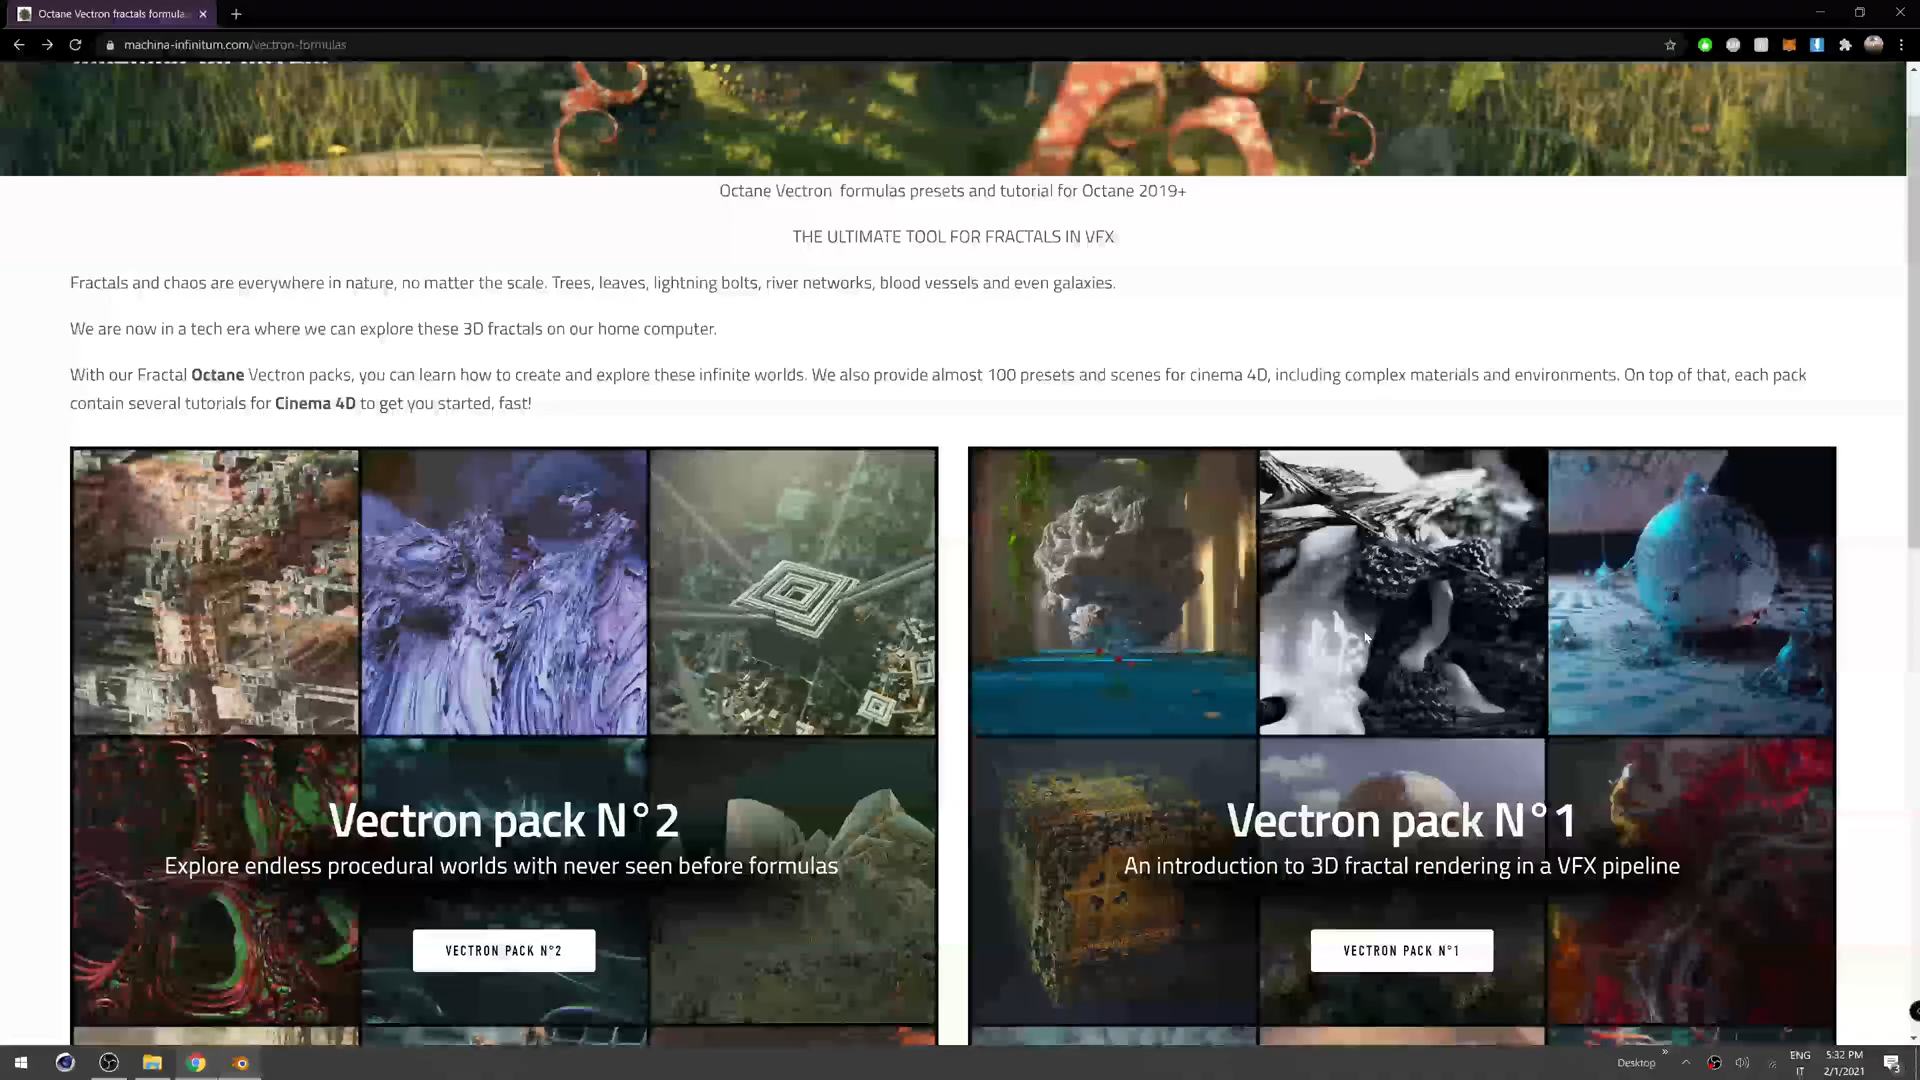 Octane Vectron fractals formula
machina-infinitum.com/vectron-formulas
Octane Vectron formulas presets and tutorial for Octane 2019+
THE ULTIMATE TOOL FOR FRACTALS IN VFX
Fractals and chaos are everywhere in nature, no matter the scale. Trees, leaves, lightning bolts, river networks, blood vessels and even galaxies.
We are now in a tech era where we can explore these 3D fractals on our home computer.
With our Fractal Octane Vectron packs, you can learn how to create and explore these infinite worlds. We also provide almost 100 presets and scenes for cinema 4D, including complex materials and environments. On top of that, each pack
contain several tutorials for Cinema 4D to get you started, fast!
Vectron pack N°2
Explore endless procedural worlds with never seen before formulas
VECTRON PACK N°2
Vectron pack N°1
An introduction to 3D fractal rendering in a VFX pipeline
VECTRON PACK N°1
Desktop
ENG
IT
5:32 PM
2/1/2021
3